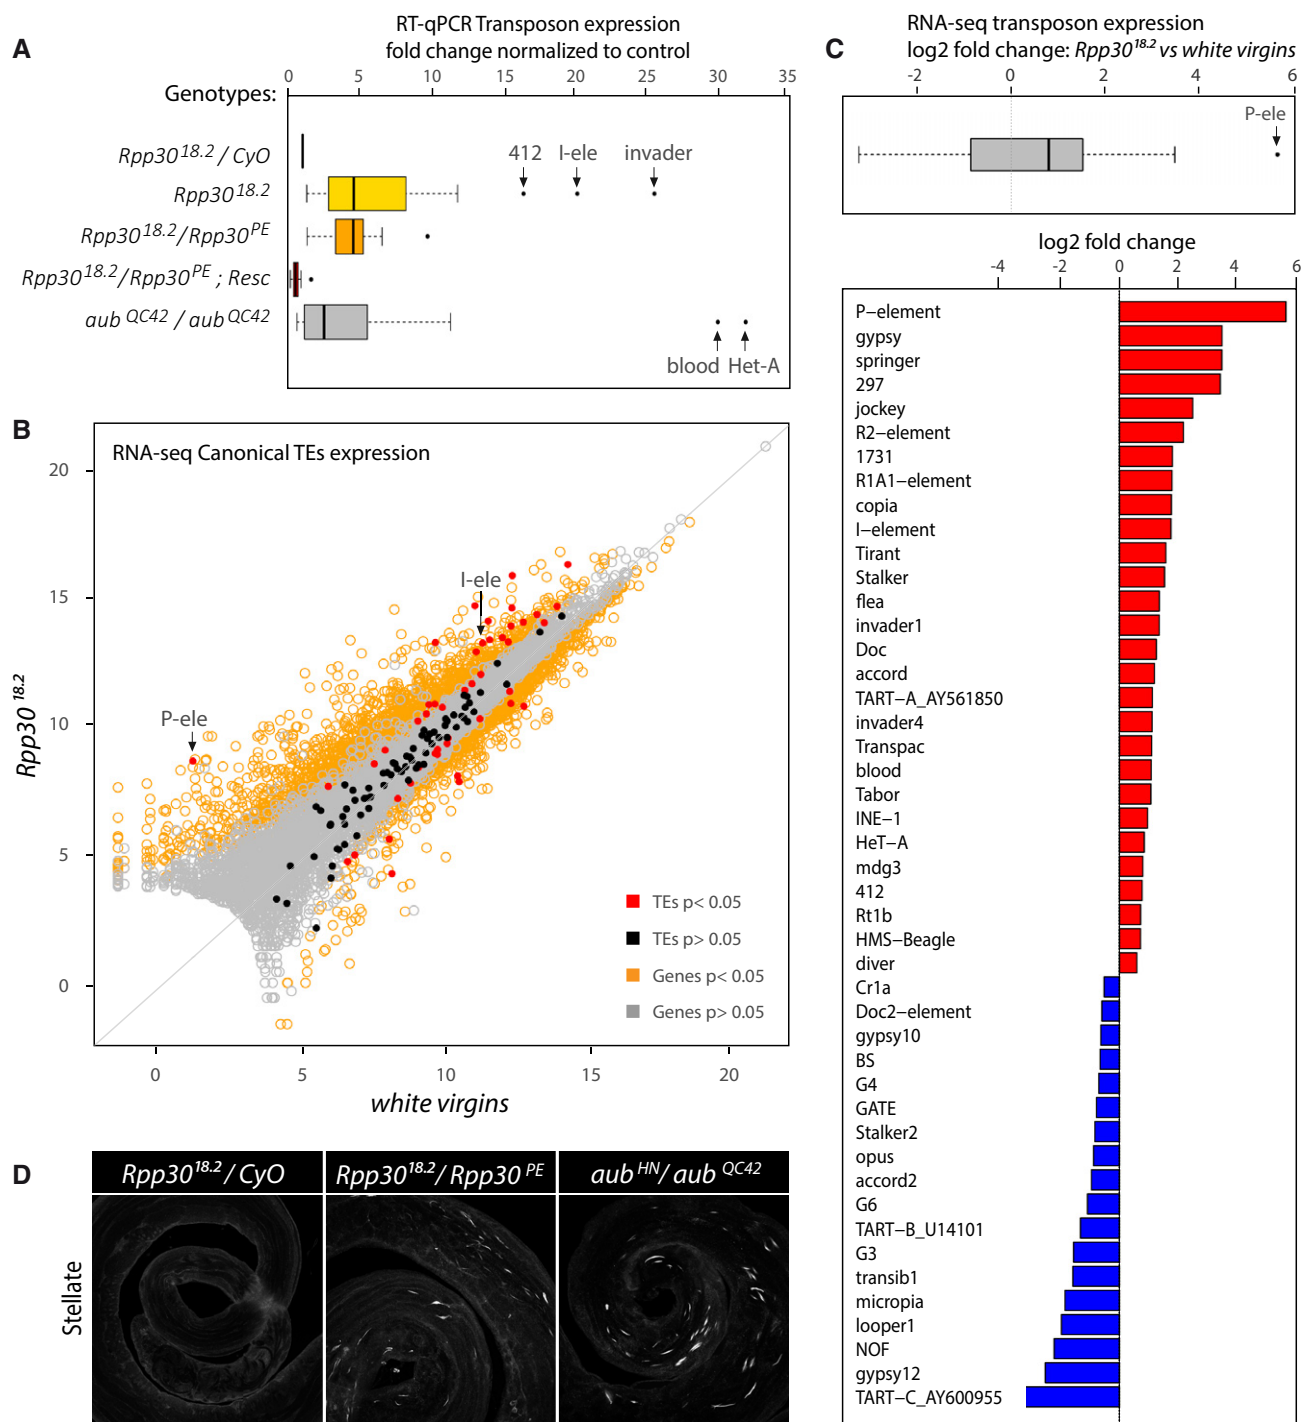 A
RT-qPCR Transposon expression
fold change normalized to control
0 5 10 15 20 25 30 35
Genotypes:
Rpp30^18.2 / CyO
Rpp30^18.2
Rpp30^18.2/Rpp30^PE
Rpp30^18.2/Rpp30^PE ; Resc
aub^QC42 / aub^QC42
412 I-ele invader
blood Het-A
B
RNA-seq Canonical TEs expression
20
15
10
5
0
Rpp30^18.2
I-ele
P-ele
TEs p< 0.05
TEs p> 0.05
Genes p< 0.05
Genes p> 0.05
0 5 10 15 20
white virgins
C
RNA-seq transposon expression
log2 fold change: Rpp30^18.2 vs white virgins
-2 0 2 4 6
P-ele
log2 fold change
-4 -2 0 2 4 6
P−element
gypsy
springer
297
jockey
R2−element
1731
R1A1−element
copia
I−element
Tirant
Stalker
flea
invader1
Doc
accord
TART−A_AY561850
invader4
Transpac
blood
Tabor
INE−1
HeT−A
mdg3
412
Rt1b
HMS−Beagle
diver
Cr1a
Doc2−element
gypsy10
BS
G4
GATE
Stalker2
opus
accord2
G6
TART−B_U14101
G3
transib1
micropia
looper1
NOF
gypsy12
TART−C_AY600955
D
Rpp30^18.2 / CyO
Rpp30^18.2 / Rpp30^PE
aub^HN / aub^QC42
Stellate